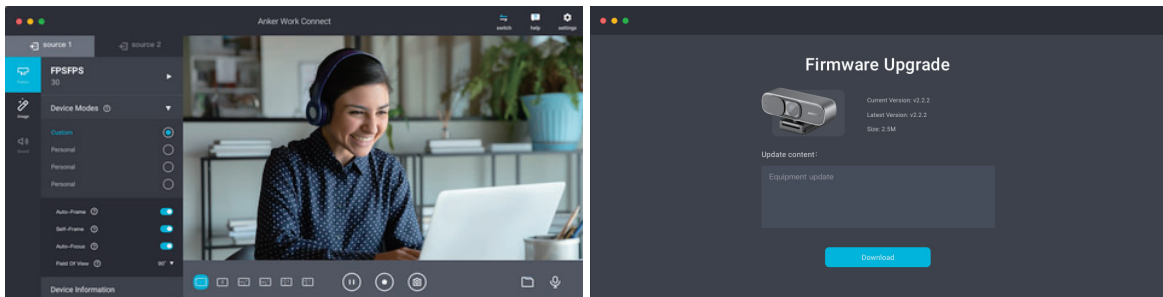 Anker Work Connect
switch
help
settings
source 1
source 2
FPSFPS
30
Device Modes
Image
Custom
Personal
Personal
Sound
Personal
Auto-Frame
Self-Frame
Auto-Focus
Field Of View 90°
Device Information
Firmware Upgrade
Current Version: v2.2.2
Latest Version: v2.2.2
Size: 2.5M
Update content:
Equipment update
Download